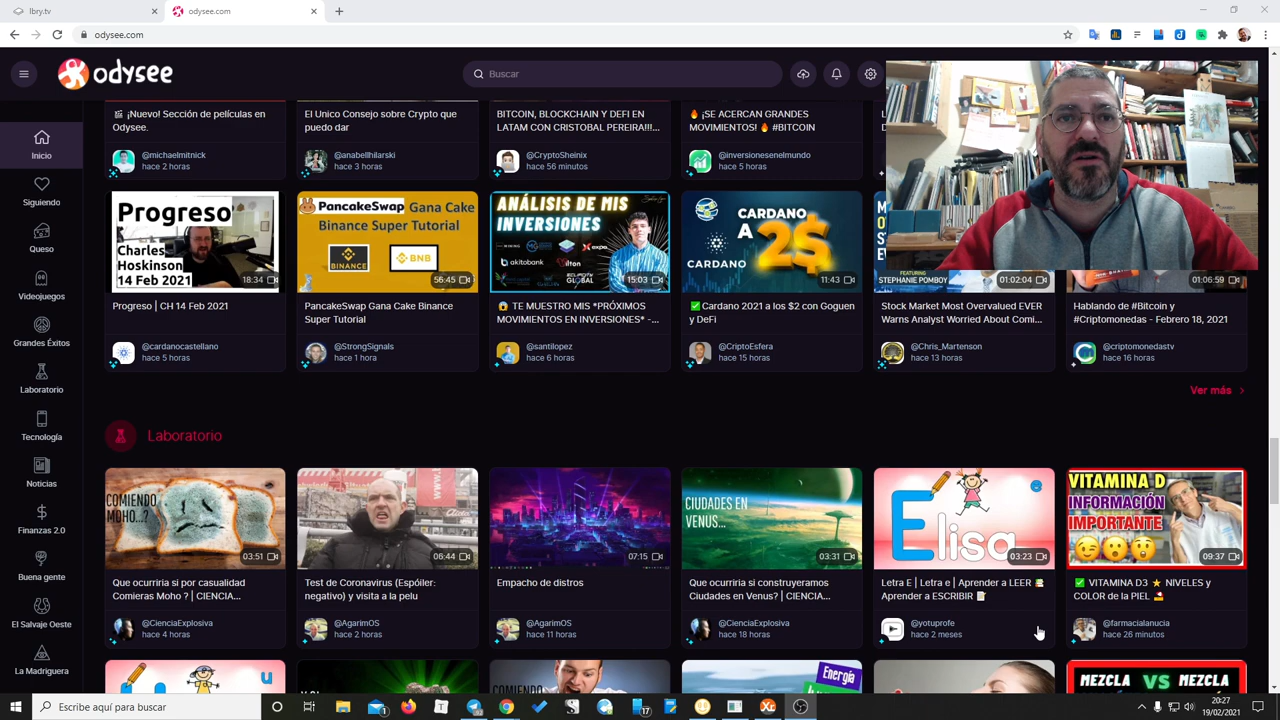 lbry.tv
odysee.com
odysee.com
odysee
Buscar
Inicio
Siguiendo
Queso
Videojuegos
Grandes Éxitos
Laboratorio
Tecnología
Noticias
Finanzas 2.0
Buena gente
El Salvaje Oeste
La Madriguera
🎬 ¡Nuevo! Sección de películas en
Odysee.
@michaelmitnick
hace 2 horas
El Unico Consejo sobre Crypto que
puedo dar
@anabellhilarski
hace 3 horas
BITCOIN, BLOCKCHAIN Y DEFI EN
LATAM CON CRISTOBAL PEREIRA!!!...
@CryptoSheinix
hace 56 minutos
🔥 ¡SE ACERCAN GRANDES
MOVIMIENTOS! 🔥 #BITCOIN
@inversionesenelmundo
hace 5 horas
Progreso
Charles
Hoskinson
14 Feb 2021
18:34
Progreso | CH 14 Feb 2021
@cardanocastellano
hace 5 horas
PancakeSwap Gana Cake
Binance Super Tutorial
BINANCE
BNB
56:45
PancakeSwap Gana Cake Binance
Super Tutorial
@StrongSignals
hace 1 hora
ANÁLISIS DE MIS
INVERSIONES
akitobank
expo
15:03
😱 TE MUESTRO MIS *PRÓXIMOS
MOVIMIENTOS EN INVERSIONES* -...
@santilopez
hace 6 horas
CARDANO
A 2$
CARDANO
11:43
✅ Cardano 2021 a los $2 con Goguen
y DeFi
@CriptoEsfera
hace 15 horas
FEATURING
STEPHANIE POMBOY
01:02:04
Stock Market Most Overvalued EVER
Warns Analyst Worried About Comi...
@Chris_Martenson
hace 13 horas
01:06:59
Hablando de #Bitcoin y
#Criptomonedas - Febrero 18, 2021
@criptomonedastv
hace 16 horas
Ver más
Laboratorio
COMIENDO
MOHO...?
03:51
Que ocurriria si por casualidad
Comieras Moho ? | CIENCIA...
@CienciaExplosiva
hace 4 horas
06:44
Test de Coronavirus (Espóiler:
negativo) y visita a la pelu
@AgarimOS
hace 2 horas
07:15
Empacho de distros
@AgarimOS
hace 11 horas
CIUDADES EN
VENUS...
03:31
Que ocurriria si construyeramos
Ciudades en Venus? | CIENCIA...
@CienciaExplosiva
hace 18 horas
e
Elisa
03:23
Letra E | Letra e | Aprender a LEER 📚
Aprender a ESCRIBIR 📝
@yotuprofe
hace 2 meses
VITAMINA D
INFORMACIÓN
IMPORTANTE
09:37
✅ VITAMINA D3 ★ NIVELES y
COLOR de la PIEL
@farmacialanucia
hace 26 minutos
u
COMIENDO
Energía
MEZCLA VS MEZCLA
Escribe aquí para buscar
1
17
20:27
19/02/2021